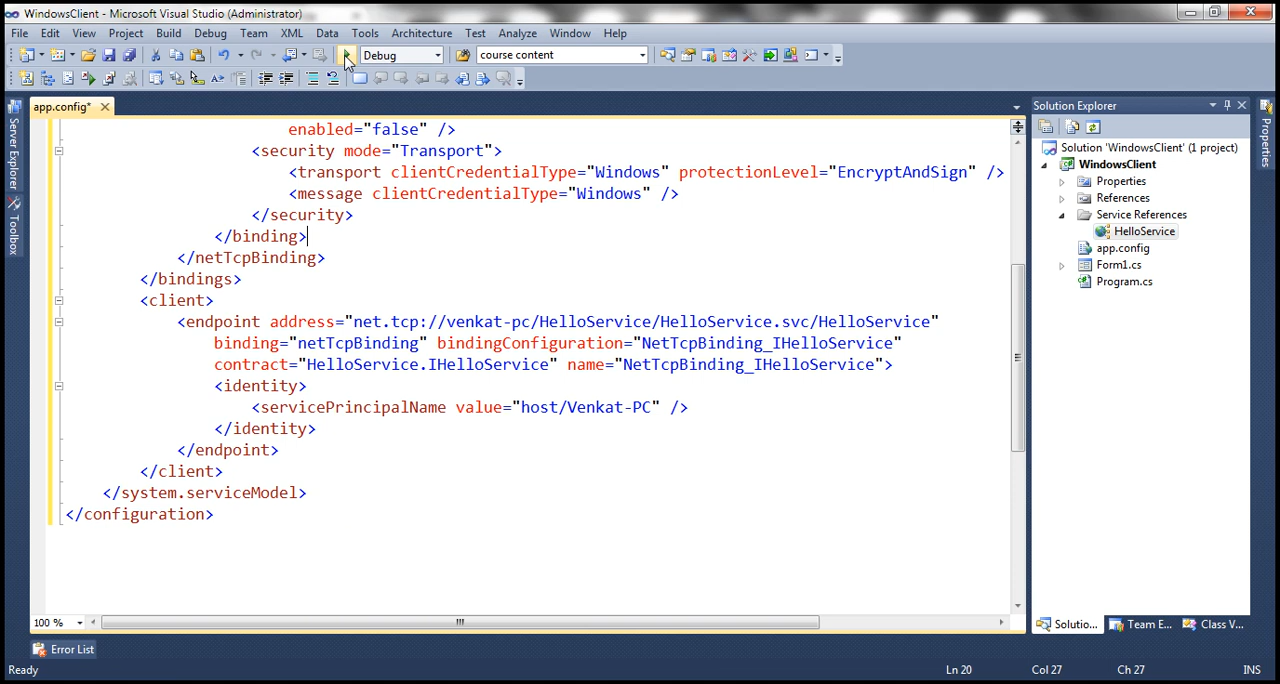 WindowsClient - Microsoft Visual Studio (Administrator)
File Edit View Project Build Debug Team XML Data Tools Architecture Test Analyze Window Help
Debug course content
app.config*
Solution Explorer
Server Explorer
Toolbox
Properties
enabled="false" />
<security mode="Transport">
<transport clientCredentialType="Windows" protectionLevel="EncryptAndSign" />
<message clientCredentialType="Windows" />
</security>
</binding>
</netTcpBinding>
</bindings>
<client>
<endpoint address="net.tcp://venkat-pc/HelloService/HelloService.svc/HelloService"
binding="netTcpBinding" bindingConfiguration="NetTcpBinding_IHelloService"
contract="HelloService.IHelloService" name="NetTcpBinding_IHelloService">
<identity>
<servicePrincipalName value="host/Venkat-PC" />
</identity>
</endpoint>
</client>
</system.serviceModel>
</configuration>
Solution 'WindowsClient' (1 project)
WindowsClient
Properties
References
Service References
HelloService
app.config
Form1.cs
Program.cs
100 %
Solutio... Team E... Class V...
Error List
Ready Ln 20 Col 27 Ch 27 INS